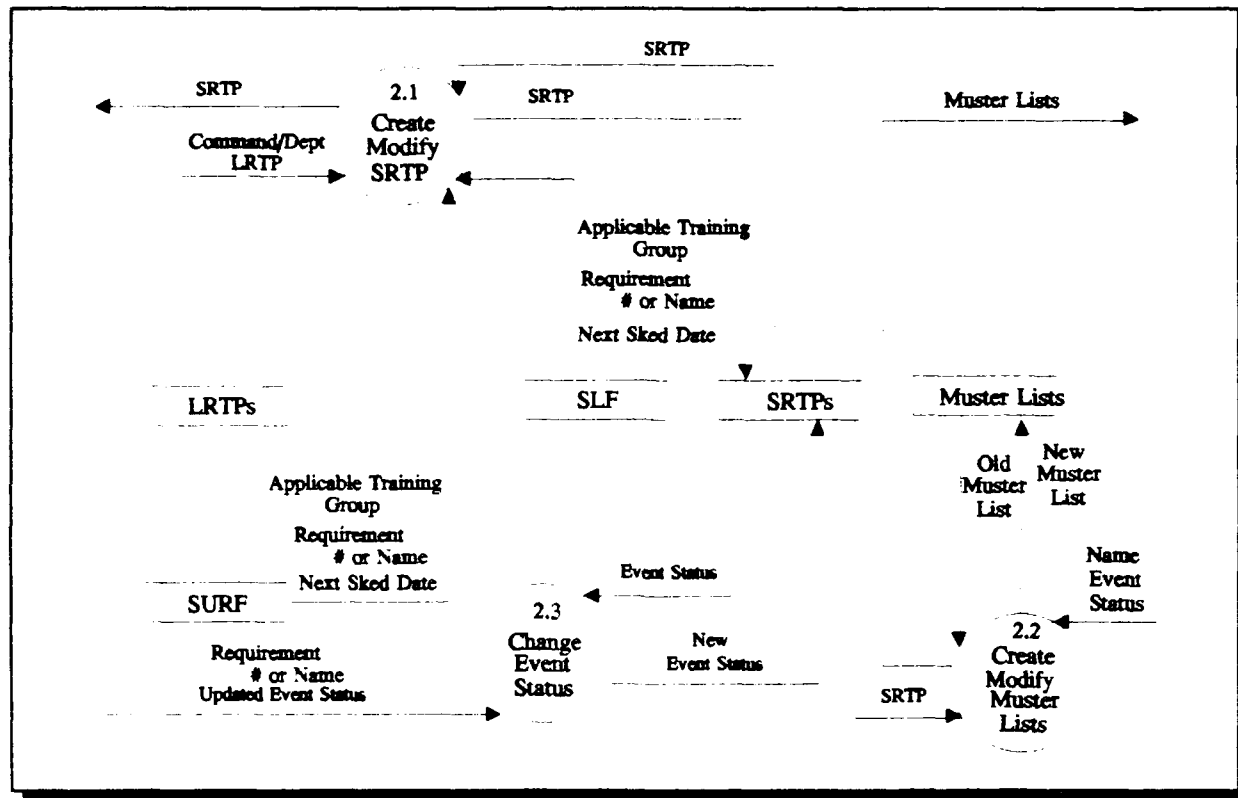 SRTP
SRTP
2.1
Create
Modify
SRTP
SRTP
Muster Lists
Command/Dept
LRTP
Applicable Training
Group
Requirement
# or Name
Next Sked Date
LRTPs
SLF
SRTPs
Muster Lists
Old
Muster
List
New
Muster
List
Applicable Training
Group
Requirement
# or Name
Next Sked Date
SURF
Requirement
# or Name
Updated Event Status
2.3
Change
Event
Status
Event Status
New
Event Status
Name
Event
Status
SRTP
2.2
Create
Modify
Muster
Lists